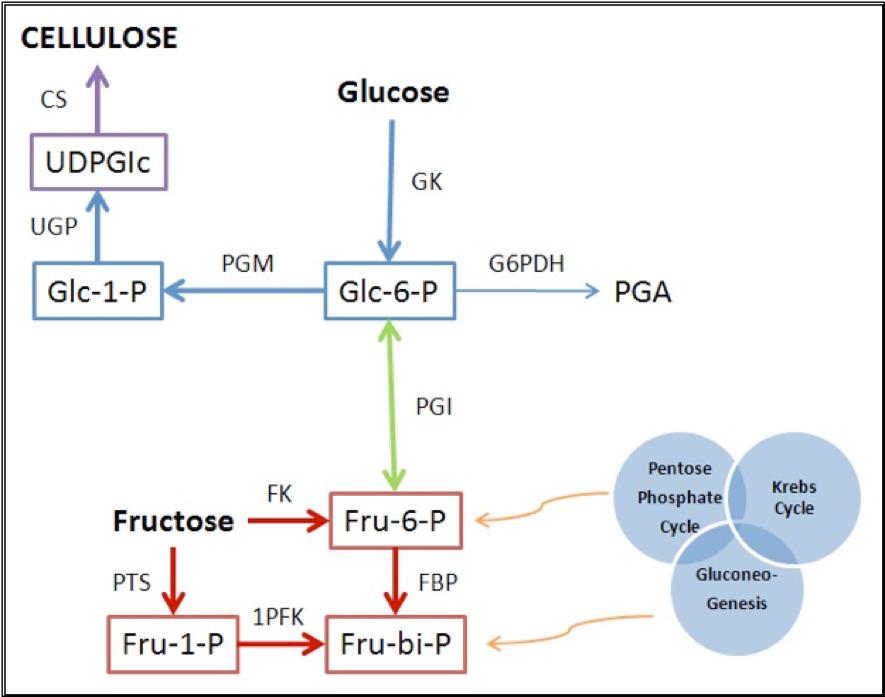 CELLULOSE
CS
Glucose
UDPGlc
GK
UGP
PGM
G6PDH
Glc-1-P
Glc-6-P
PGA
PGI
Pentose
Phosphate
Cycle
Krebs
Cycle
FK
Fructose
Fru-6-P
PTS
FBP
Gluconeo-
Genesis
1PFK
Fru-1-P
Fru-bi-P